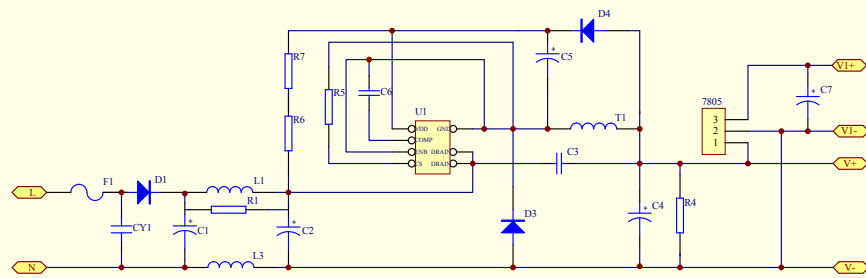 D4
R7
C5
V1+
R5
C6
7805
C7
U1
3
R6
VDD
GND
T1
2
V1-
COMP
1
FNB
DRAIN
C3
V+
CS
DRAIN
L
F1
D1
L1
R1
D3
C4
R4
CY1
C1
C2
L3
N
V-